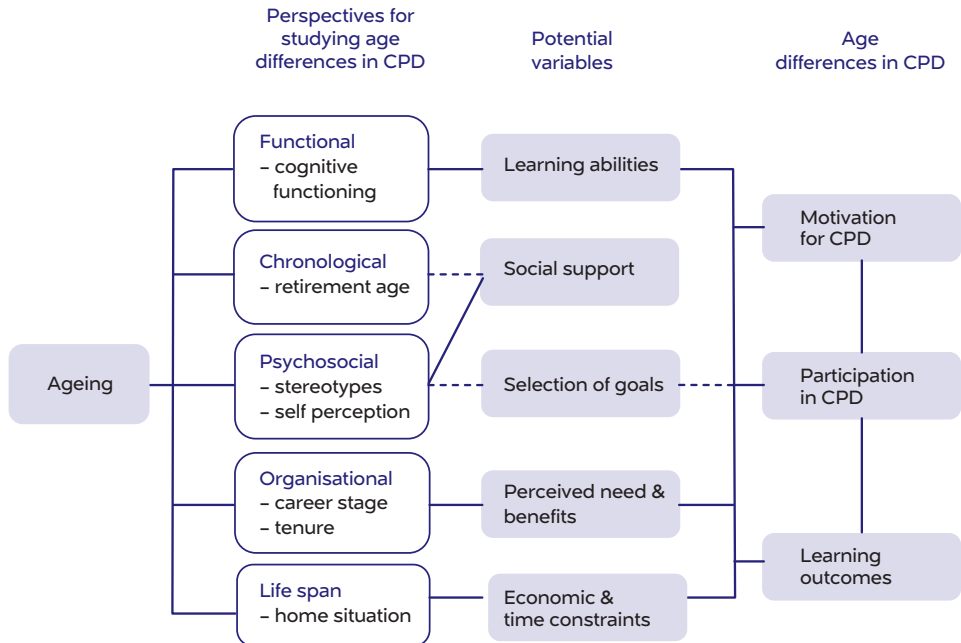 Perspectives for
studying age
differences in CPD
Potential
variables
Age
differences in CPD
Functional
– cognitive
functioning
Learning abilities
Motivation
for CPD
Chronological
– retirement age
Social support
Ageing
Psychosocial
– stereotypes
– self perception
Selection of goals
Participation
in CPD
Organisational
– career stage
– tenure
Perceived need &
benefits
Learning
outcomes
Life span
– home situation
Economic &
time constraints